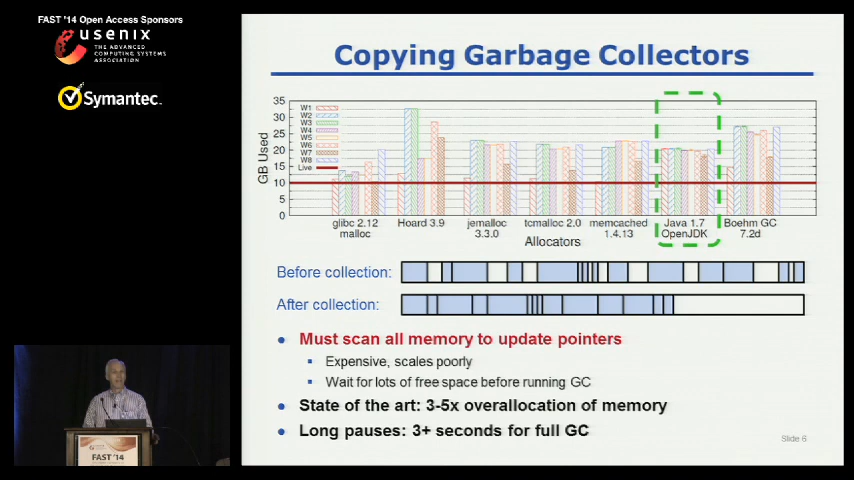 FAST '14 Open Access Sponsors
usenix
THE ADVANCED
COMPUTING SYSTEMS
ASSOCIATION
Symantec.
FAST '14
Copying Garbage Collectors
GB Used
35
30
25
20
15
10
5
0
W1
W2
W3
W4
W5
W6
W7
W8
Live
glibc 2.12
malloc
Hoard 3.9
jemalloc
3.3.0
tcmalloc 2.0
memcached
1.4.13
Java 1.7
OpenJDK
Boehm GC
7.2d
Allocators
Before collection:
After collection:
• Must scan all memory to update pointers
▪ Expensive, scales poorly
▪ Wait for lots of free space before running GC
• State of the art: 3-5x overallocation of memory
• Long pauses: 3+ seconds for full GC
Slide 6